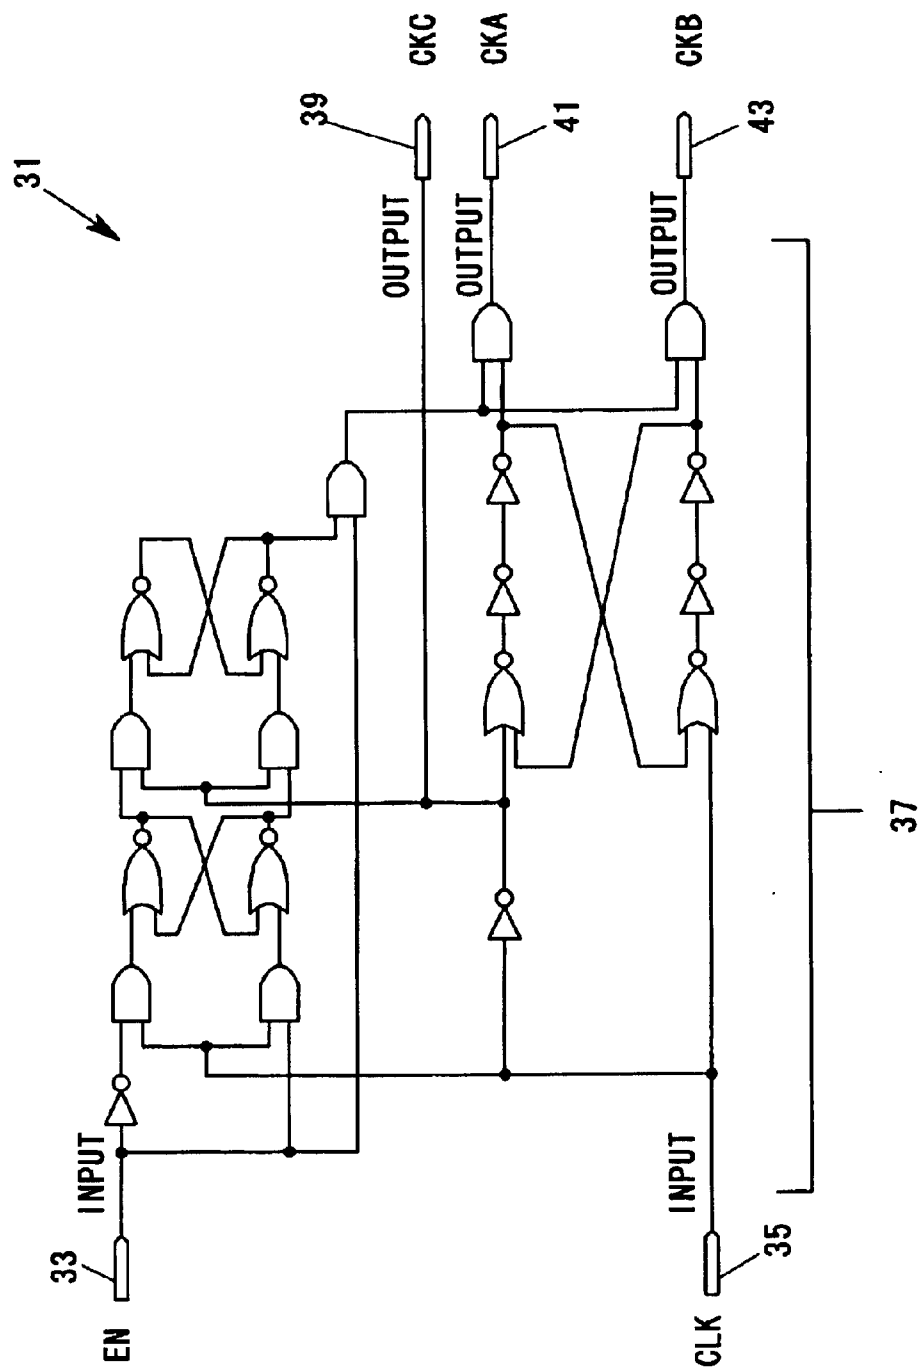 31
39
CKC
OUTPUT
CKA
41
OUTPUT
CKB
43
OUTPUT
37
INPUT
33
EN
INPUT
35
CLK